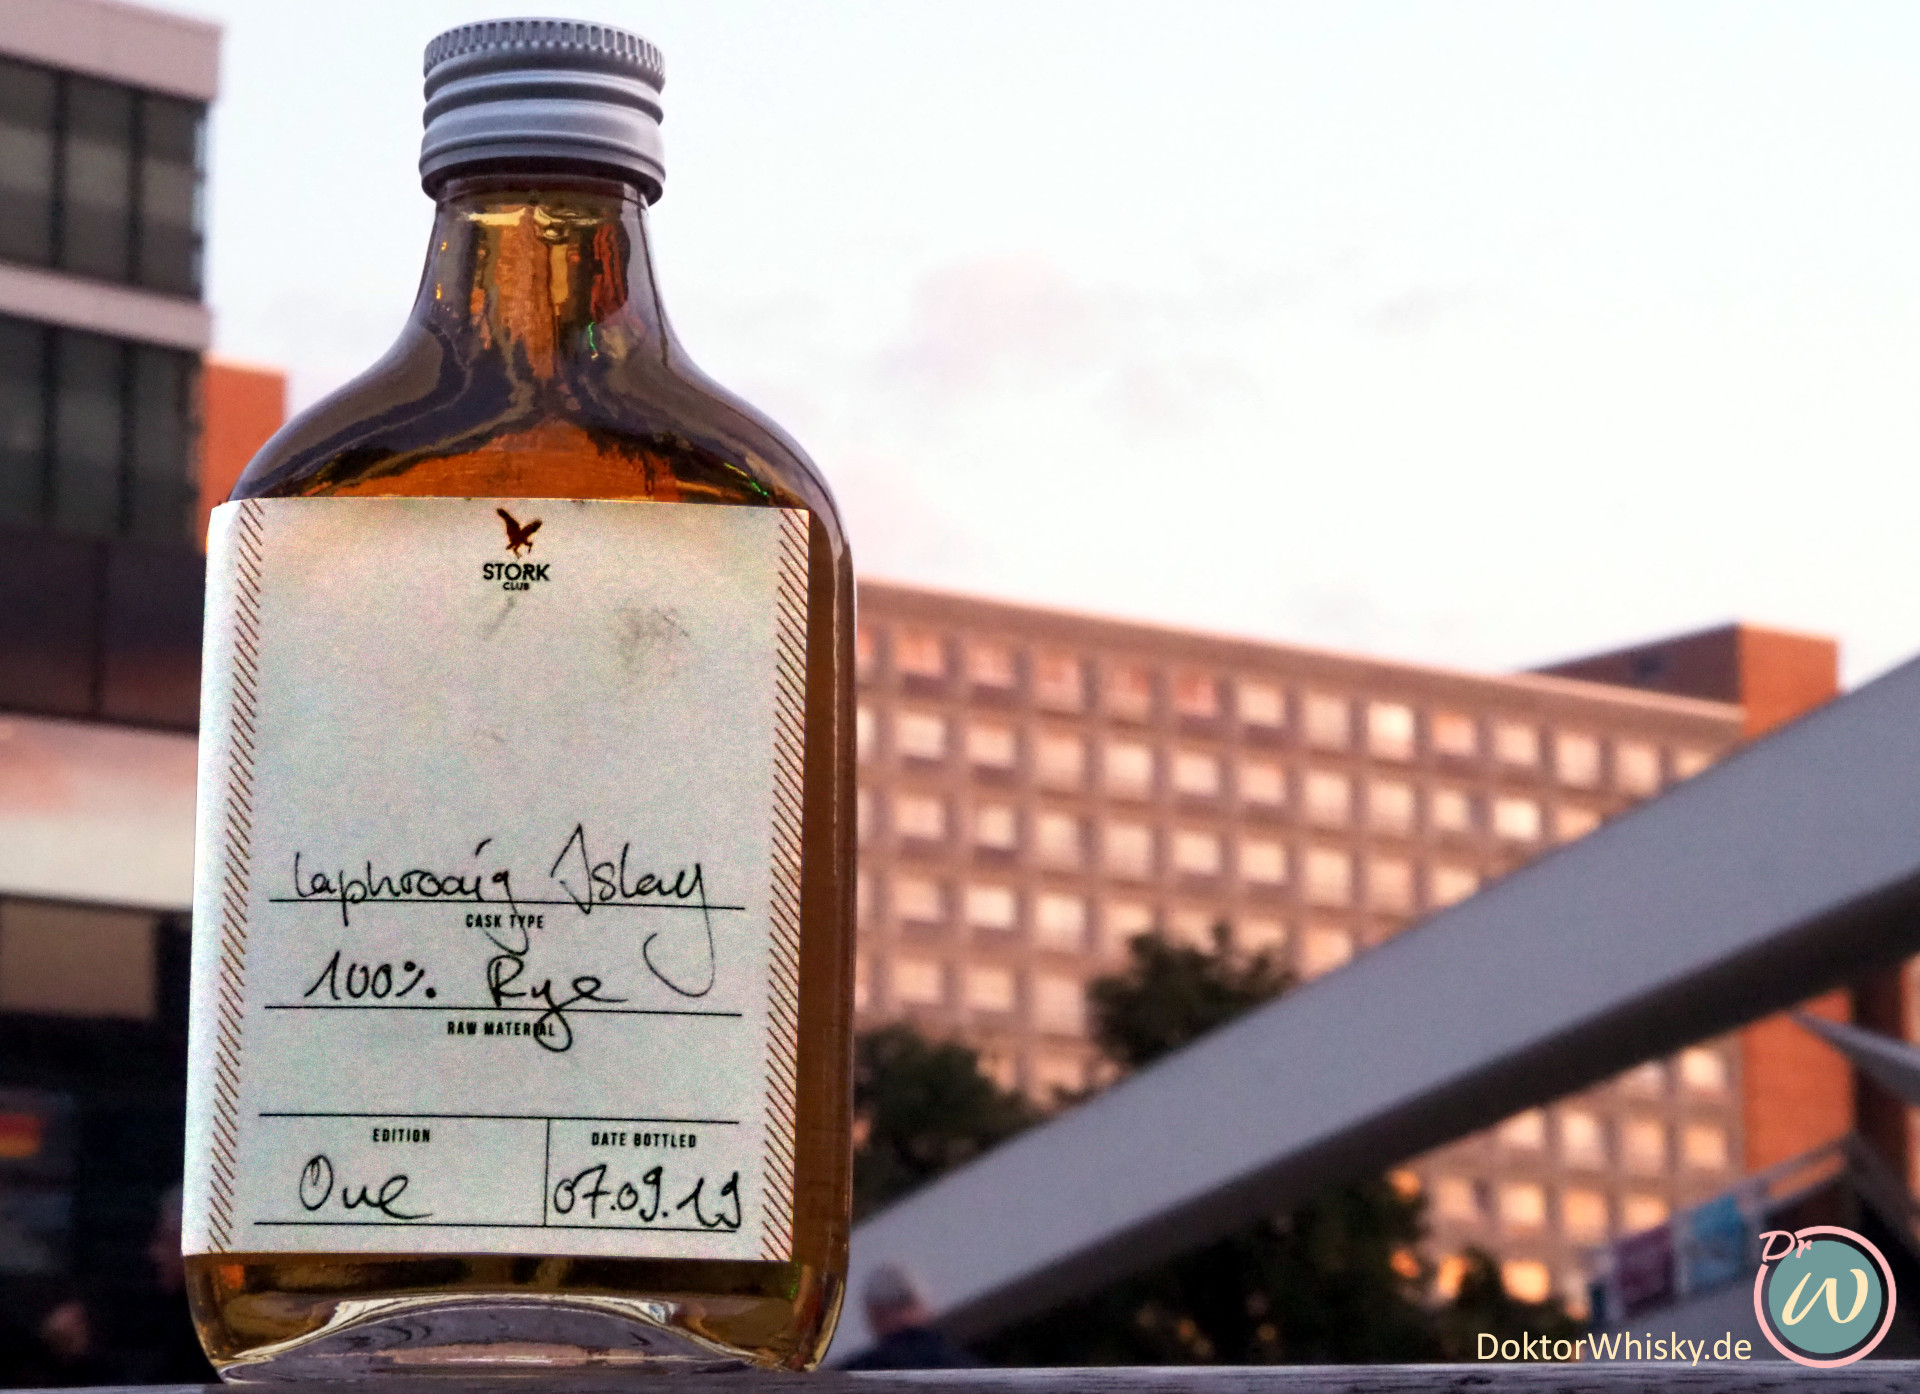 STORK
CLUB
laphroaig Islay
CASK TYPE
100% Rye
RAW MATERIAL
EDITION
DATE BOTTLED
One
07.09.19
Dr
W
DoktorWhisky.de